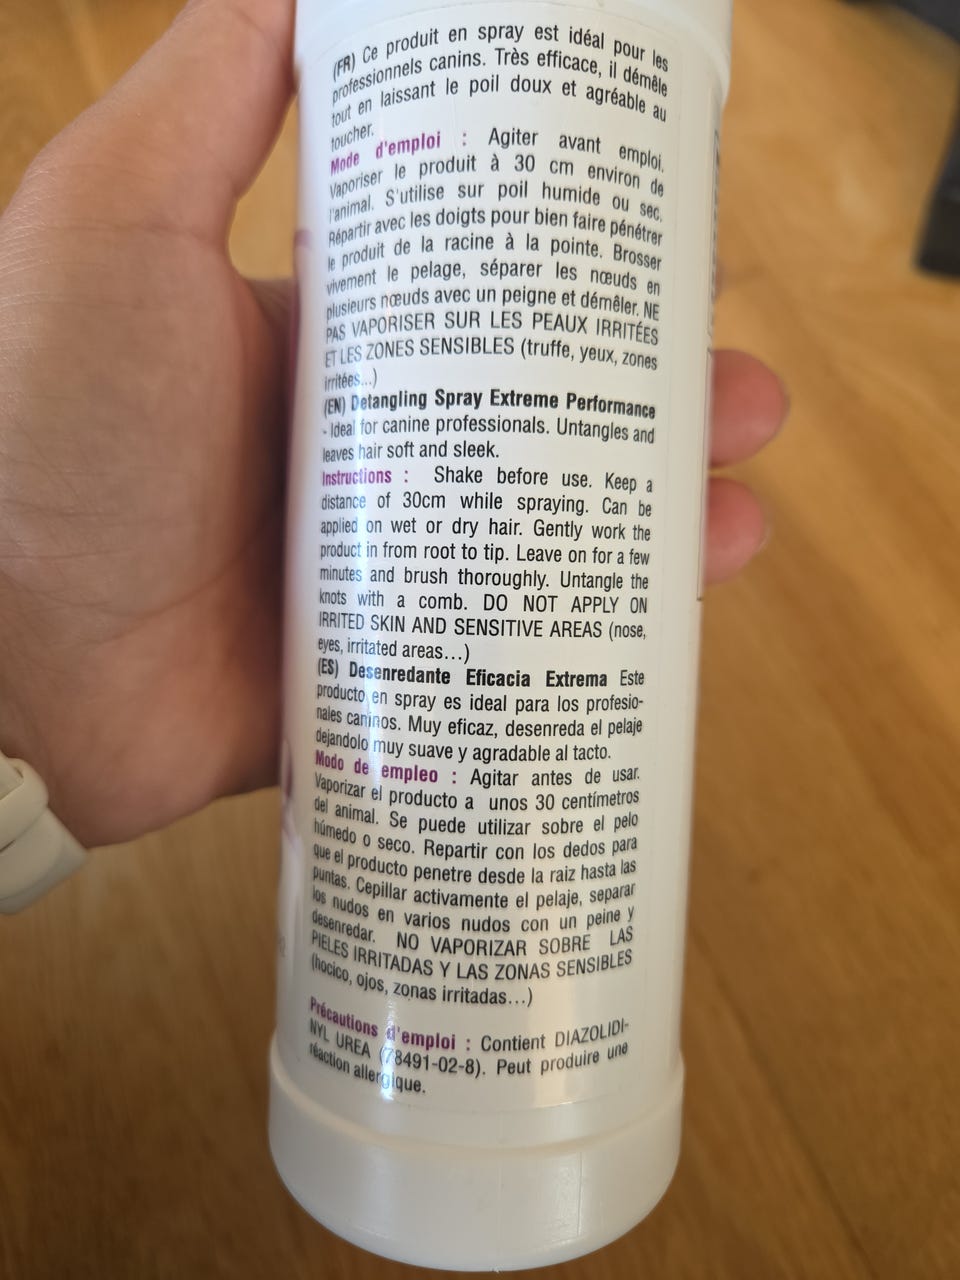 (FR) Ce produit en spray est idéal pour les
professionnels canins. Très efficace, il démêle
tout en laissant le poil doux et agréable au
toucher.
Mode d'emploi : Agiter avant emploi.
Vaporiser le produit à 30 cm environ de
l'animal. S'utilise sur poil humide ou sec.
Répartir avec les doigts pour bien faire pénétrer
le produit de la racine à la pointe. Brosser
vivement le pelage, séparer les nœuds en
plusieurs nœuds avec un peigne et démêler. NE
PAS VAPORISER SUR LES PEAUX IRRITÉES
ET LES ZONES SENSIBLES (truffe, yeux, zones
irritées...)
(EN) Detangling Spray Extreme Performance
- Ideal for canine professionals. Untangles and
leaves hair soft and sleek.
Instructions : Shake before use. Keep a
distance of 30cm while spraying. Can be
applied on wet or dry hair. Gently work the
product in from root to tip. Leave on for a few
minutes and brush thoroughly. Untangle the
knots with a comb. DO NOT APPLY ON
IRRITED SKIN AND SENSITIVE AREAS (nose,
eyes, irritated areas...)
(ES) Desenredante Eficacia Extrema Este
producto en spray es ideal para los profesio-
nales caninos. Muy eficaz, desenreda el pelaje
dejandolo muy suave y agradable al tacto.
Modo de empleo : Agitar antes de usar.
Vaporizar el producto a unos 30 centímetros
del animal. Se puede utilizar sobre el pelo
húmedo o seco. Repartir con los dedos para
que el producto penetre desde la raiz hasta las
puntas. Cepillar activamente el pelaje, separar
los nudos en varios nudos con un peine y
desenredar. NO VAPORIZAR SOBRE LAS
PIELES IRRITADAS Y LAS ZONAS SENSIBLES
(hocico, ojos, zonas irritadas...)
Précautions d'emploi : Contient DIAZOLIDI-
NYL UREA (78491-02-8). Peut produire une
réaction allergique.